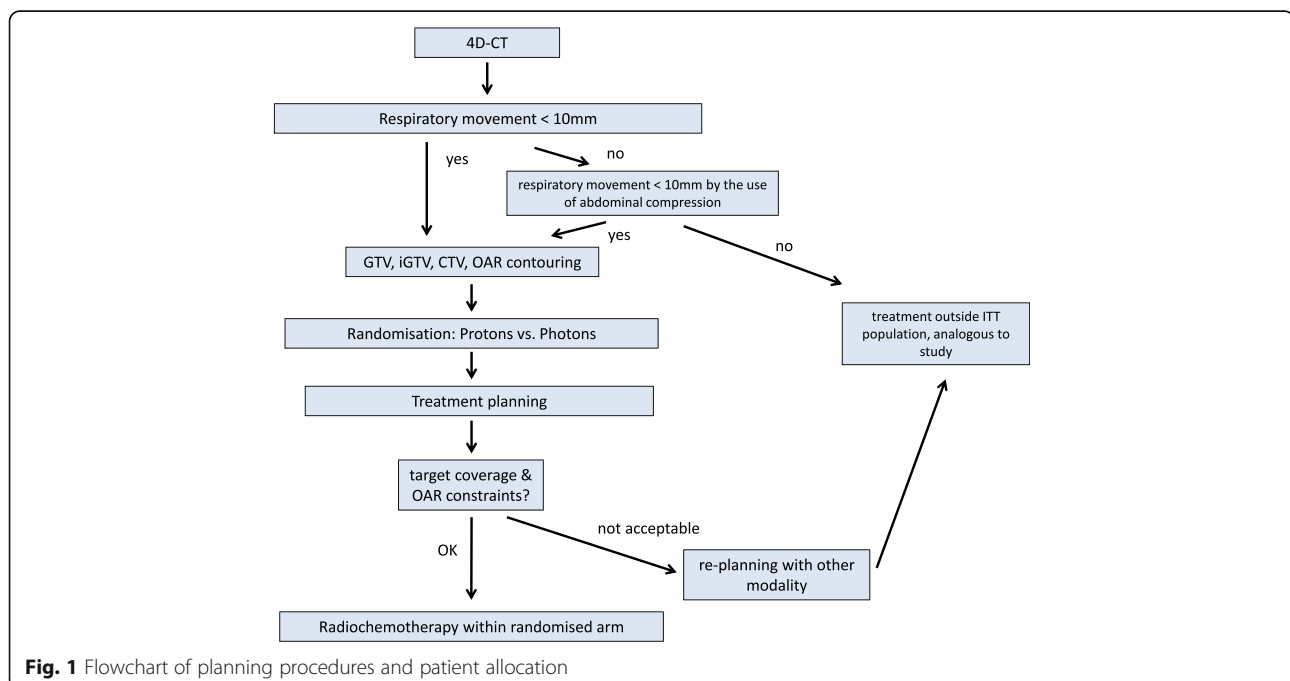 4D-CT
Respiratory movement < 10mm
yes
no
respiratory movement < 10mm by the use
of abdominal compression
yes
no
GTV, iGTV, CTV, OAR contouring
treatment outside ITT
population, analogous to
study
Randomisation: Protons vs. Photons
Treatment planning
target coverage &
OAR constraints?
not acceptable
OK
re-planning with other
modality
Radiochemotherapy within randomised arm
Fig. 1 Flowchart of planning procedures and patient allocation